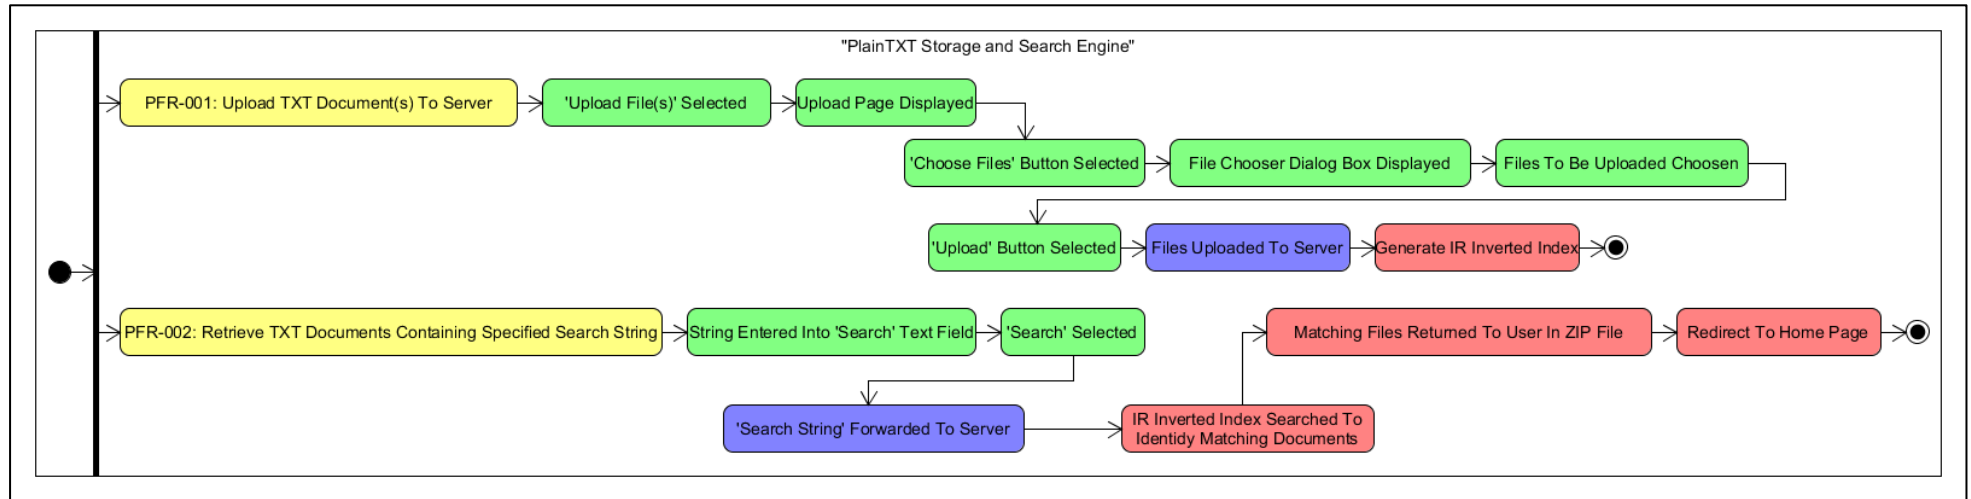 "PlainTXT Storage and Search Engine"
PFR-001: Upload TXT Document(s) To Server
'Upload File(s)' Selected
Upload Page Displayed
'Choose Files' Button Selected
File Chooser Dialog Box Displayed
Files To Be Uploaded Choosen
'Upload' Button Selected
Files Uploaded To Server
Generate IR Inverted Index
PFR-002: Retrieve TXT Documents Containing Specified Search String
String Entered Into 'Search' Text Field
'Search' Selected
'Search String' Forwarded To Server
IR Inverted Index Searched To
Identidy Matching Documents
Matching Files Returned To User In ZIP File
Redirect To Home Page